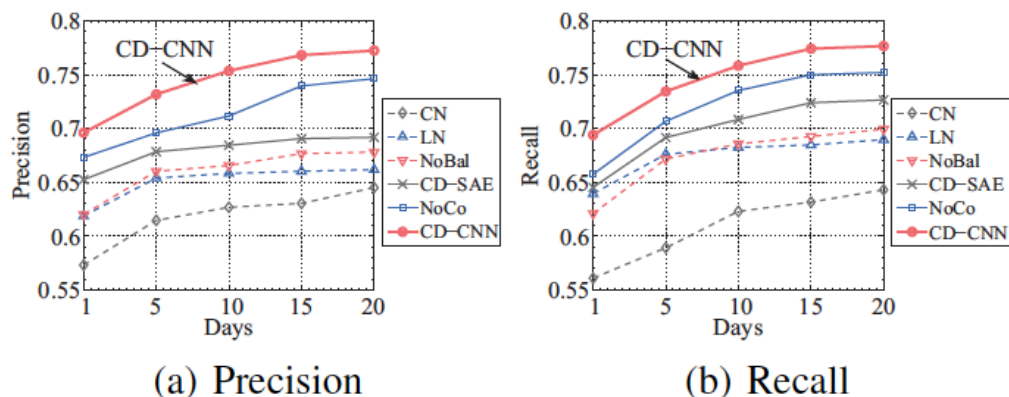 0.8
0.75
0.7
0.65
0.6
0.55
Precision
CD-CNN
1 5 10 15 20
Days
CN
LN
NoBal
CD-SAE
NoCo
CD-CNN
(a) Precision
0.8
0.75
0.7
0.65
0.6
0.55
Recall
CD-CNN
1 5 10 15 20
Days
CN
LN
NoBal
CD-SAE
NoCo
CD-CNN
(b) Recall